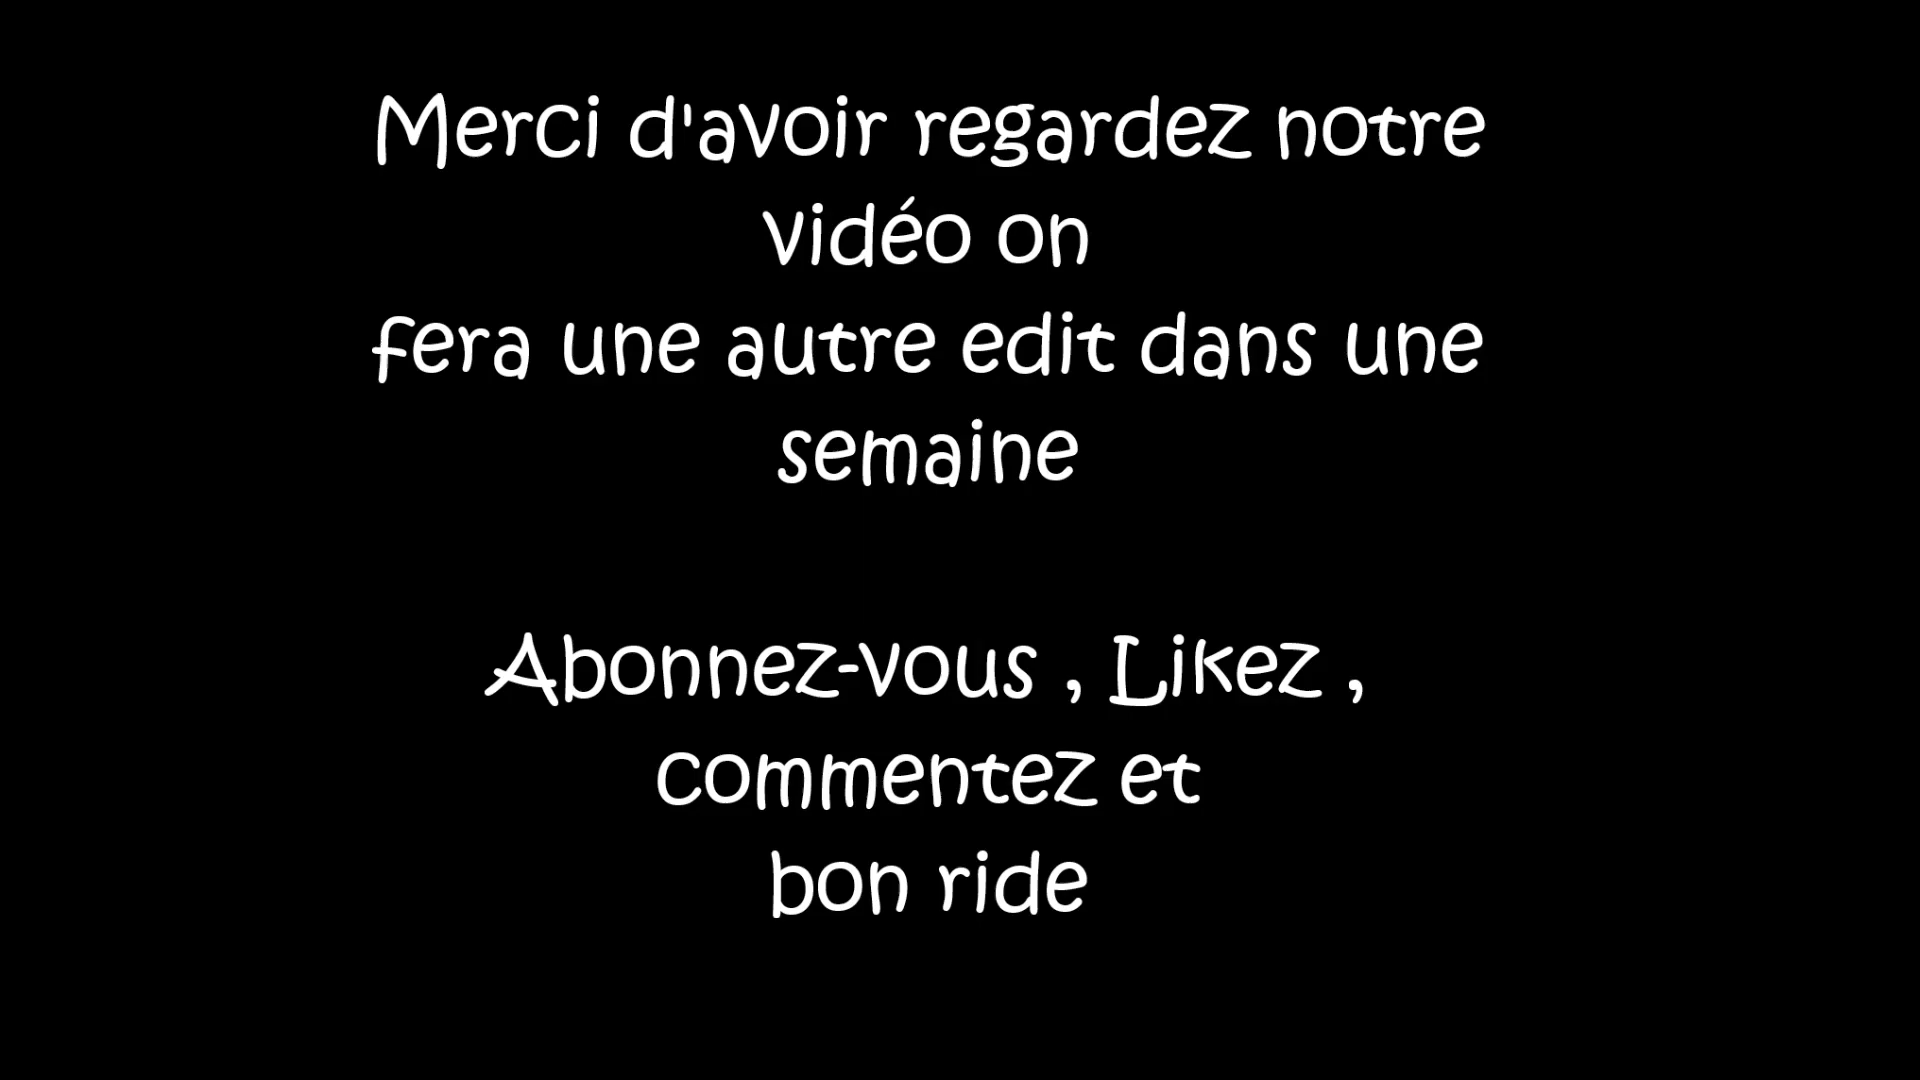 Merci d'avoir regardez notre
vidéo on
fera une autre edit dans une
semaine
Abonnez-vous , Likez ,
commentez et
bon ride